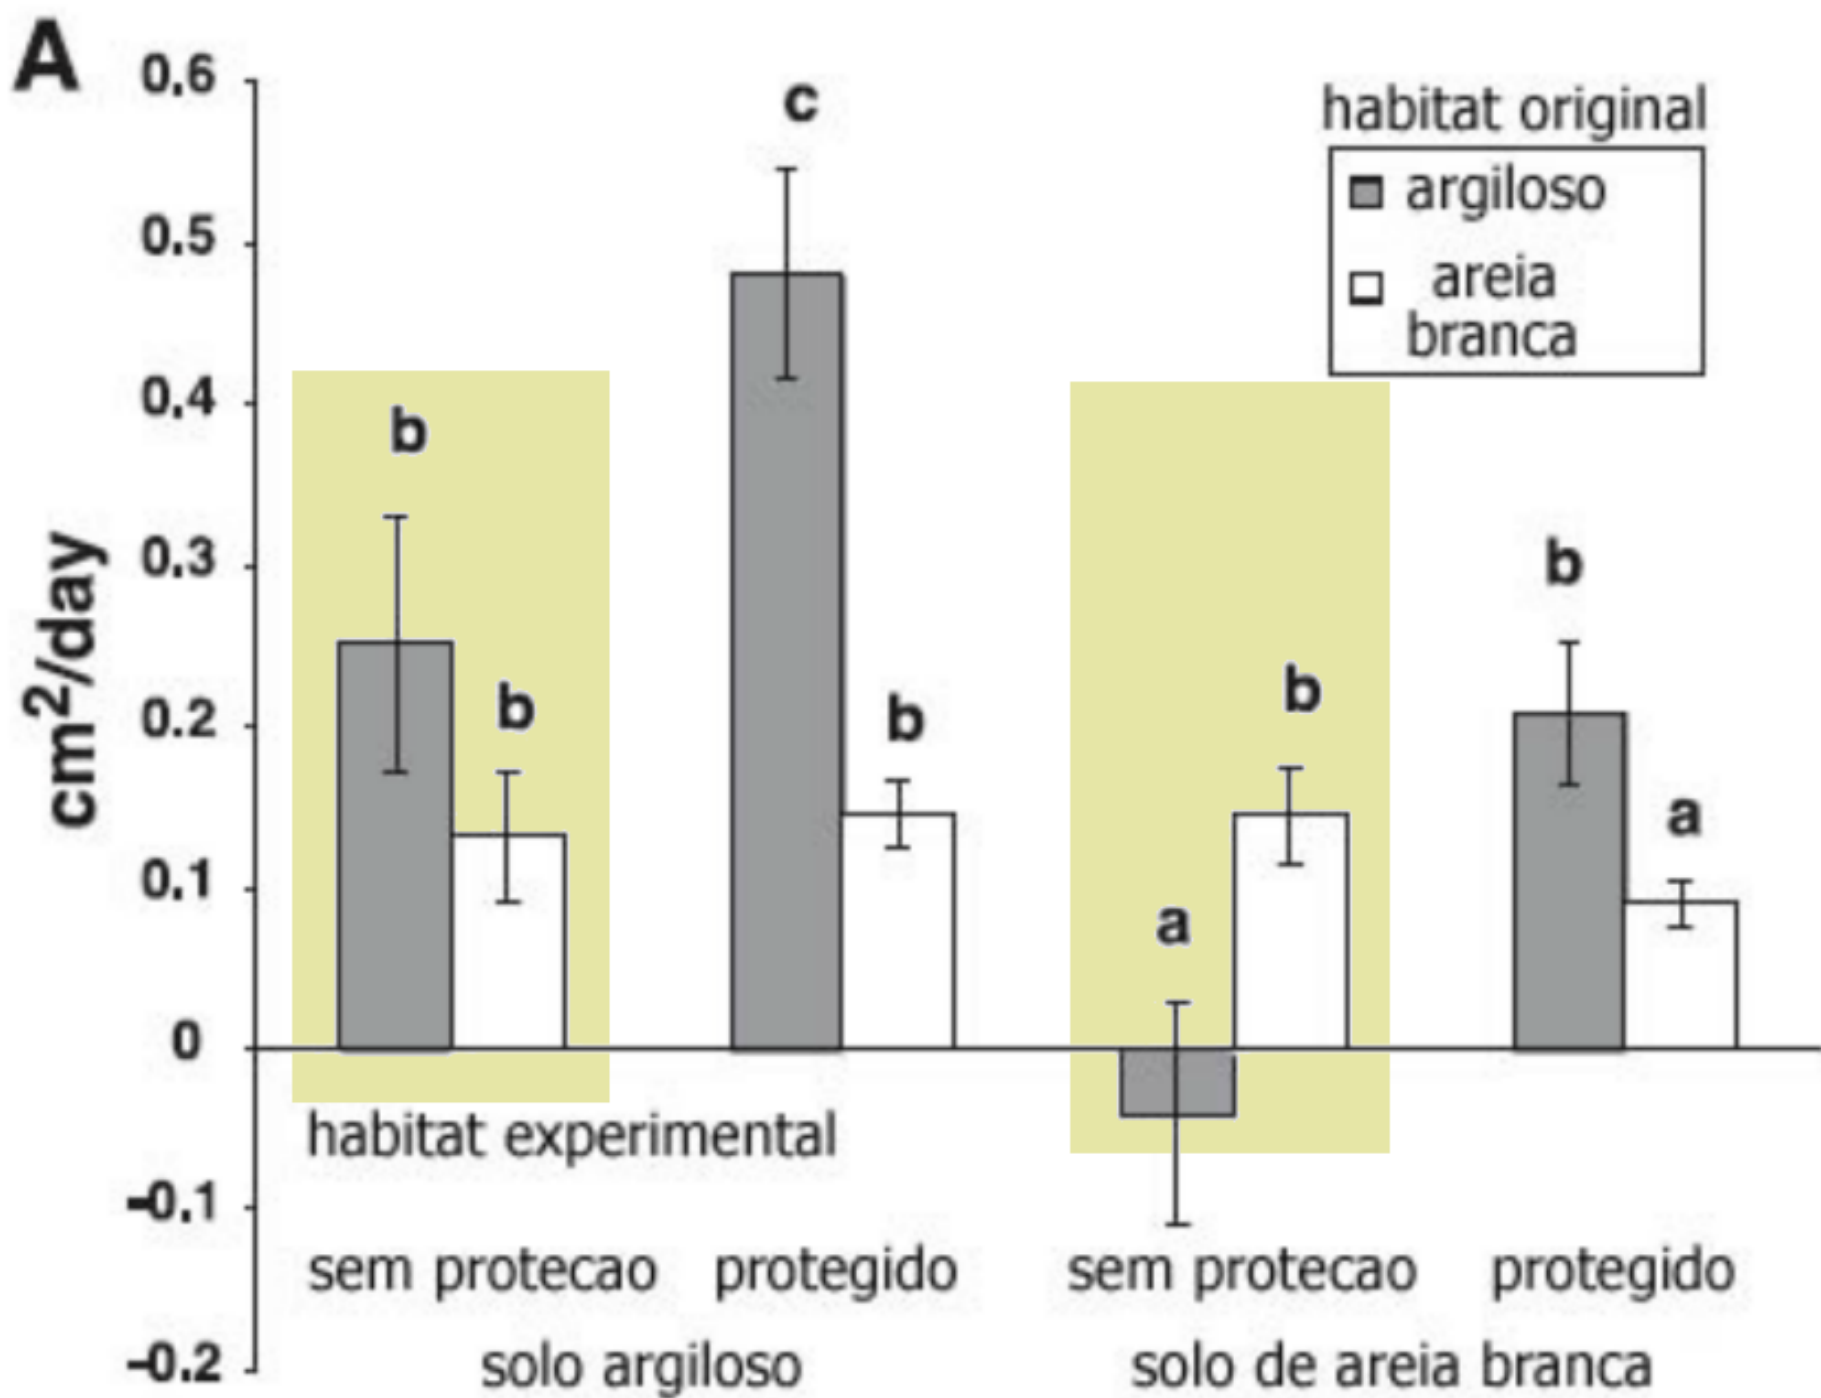 A
0.6
0.5
0.4
0.3
0.2
0.1
0
-0.1
-0.2
cm²/day
habitat original
argiloso
areia
branca
b
b
c
b
a
b
b
a
habitat experimental
sem protecao protegido sem protecao protegido
solo argiloso solo de areia branca